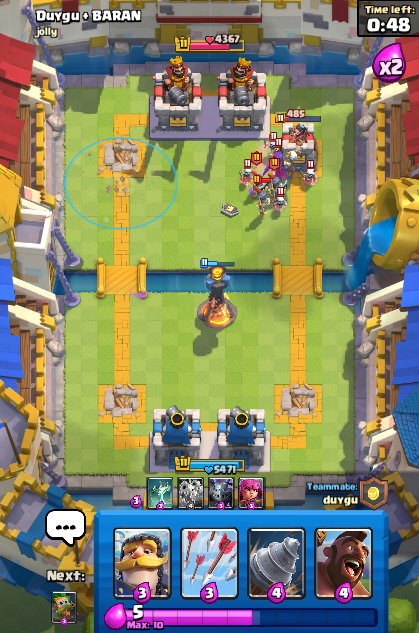 Duygu • BARAN
jölly
Time left:
0:48
4367
x2
485
5471
Teammate:
duygu
...
Next:
3
3
4
4
5
Max: 10